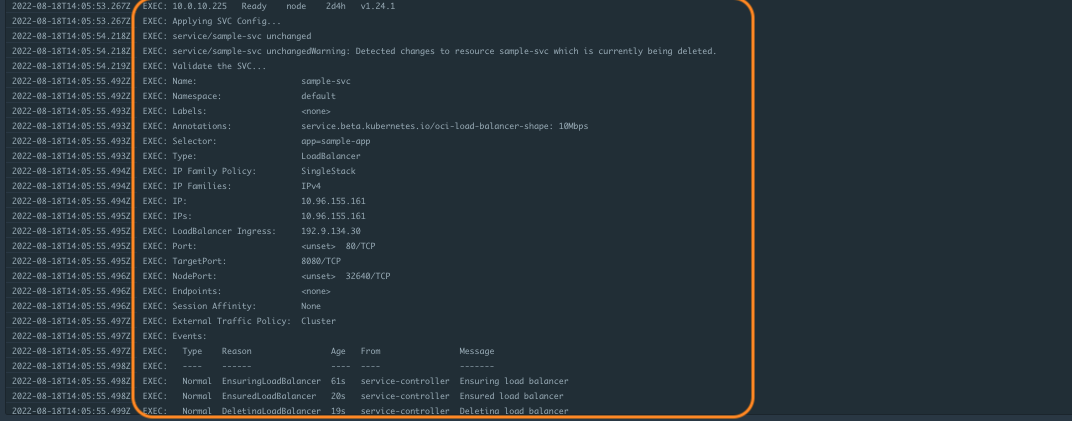 2022-08-18T14:05:53.267Z EXEC: 10.0.10.225 Ready node 2d4h v1.24.1
2022-08-18T14:05:53.267Z EXEC: Applying SVC Config...
2022-08-18T14:05:54.218Z EXEC: service/sample-svc unchanged
2022-08-18T14:05:54.218Z EXEC: service/sample-svc unchangedWarning: Detected changes to resource sample-svc which is currently being deleted.
2022-08-18T14:05:54.219Z EXEC: Validate the SVC...
2022-08-18T14:05:55.492Z EXEC: Name: sample-svc
2022-08-18T14:05:55.492Z EXEC: Namespace: default
2022-08-18T14:05:55.493Z EXEC: Labels: <none>
2022-08-18T14:05:55.493Z EXEC: Annotations: service.beta.kubernetes.io/oci-load-balancer-shape: 10Mbps
2022-08-18T14:05:55.493Z EXEC: Selector: app=sample-app
2022-08-18T14:05:55.493Z EXEC: Type: LoadBalancer
2022-08-18T14:05:55.494Z EXEC: IP Family Policy: SingleStack
2022-08-18T14:05:55.494Z EXEC: IP Families: IPv4
2022-08-18T14:05:55.494Z EXEC: IP: 10.96.155.161
2022-08-18T14:05:55.495Z EXEC: IPs: 10.96.155.161
2022-08-18T14:05:55.495Z EXEC: LoadBalancer Ingress: 192.9.134.30
2022-08-18T14:05:55.495Z EXEC: Port: <unset> 80/TCP
2022-08-18T14:05:55.495Z EXEC: TargetPort: 8080/TCP
2022-08-18T14:05:55.496Z EXEC: NodePort: <unset> 32640/TCP
2022-08-18T14:05:55.496Z EXEC: Endpoints: <none>
2022-08-18T14:05:55.496Z EXEC: Session Affinity: None
2022-08-18T14:05:55.497Z EXEC: External Traffic Policy: Cluster
2022-08-18T14:05:55.497Z EXEC: Events:
2022-08-18T14:05:55.497Z EXEC: Type Reason Age From Message
2022-08-18T14:05:55.498Z EXEC: ---- ------ ---- ---- -------
2022-08-18T14:05:55.498Z EXEC: Normal EnsuringLoadBalancer 61s service-controller Ensuring load balancer
2022-08-18T14:05:55.498Z EXEC: Normal EnsuredLoadBalancer 20s service-controller Ensured load balancer
2022-08-18T14:05:55.499Z EXEC: Normal DeletingLoadBalancer 19s service-controller Deleting load balancer